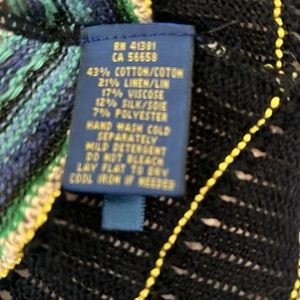 RN 41381
CA 56658
43% COTTON/COTON
21% LINEN/LIN
17% VISCOSE
12% SILK/SOIE
7% POLYESTER
HAND WASH COLD
SEPARATELY
MILD DETERGENT
DO NOT BLEACH
LAY FLAT TO DRY
COOL IRON IF NEEDED